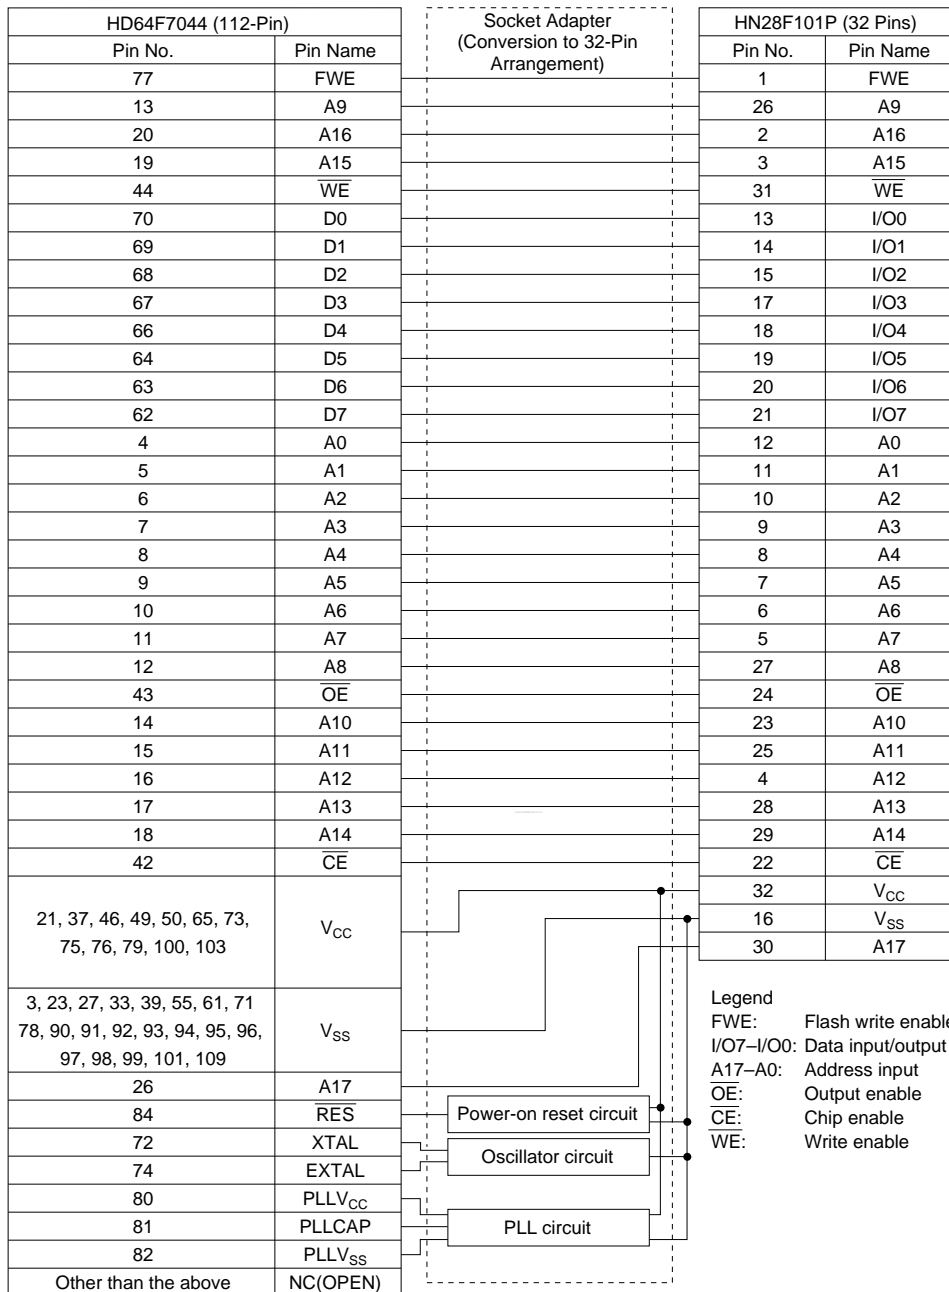 HD64F7044 (112-Pin)
Pin No. Pin Name
Socket Adapter
(Conversion to 32-Pin
Arrangement)
HN28F101P (32 Pins)
Pin No. Pin Name
77 FWE 1 FWE
13 A9 26 A9
20 A16 2 A16
19 A15 3 A15
44 W̅E̅ 31 W̅E̅
70 D0 13 I/O0
69 D1 14 I/O1
68 D2 15 I/O2
67 D3 17 I/O3
66 D4 18 I/O4
64 D5 19 I/O5
63 D6 20 I/O6
62 D7 21 I/O7
4 A0 12 A0
5 A1 11 A1
6 A2 10 A2
7 A3 9 A3
8 A4 8 A4
9 A5 7 A5
10 A6 6 A6
11 A7 5 A7
12 A8 27 A8
43 O̅E̅ 24 O̅E̅
14 A10 23 A10
15 A11 25 A11
16 A12 4 A12
17 A13 28 A13
18 A14 29 A14
42 C̅E̅ 22 C̅E̅
32 VCC
16 VSS
30 A17
21, 37, 46, 49, 50, 65, 73,
75, 76, 79, 100, 103
VCC
3, 23, 27, 33, 39, 55, 61, 71
78, 90, 91, 92, 93, 94, 95, 96,
97, 98, 99, 101, 109
VSS
26 A17
84 R̅E̅S̅ Power-on reset circuit
72 XTAL
Oscillator circuit
74 EXTAL
80 PLLVCC
81 PLLCAP PLL circuit
82 PLLVSS
Other than the above NC(OPEN)
Legend
FWE: Flash write enable
I/O7–I/O0: Data input/output
A17–A0: Address input
O̅E̅: Output enable
C̅E̅: Chip enable
W̅E̅: Write enable